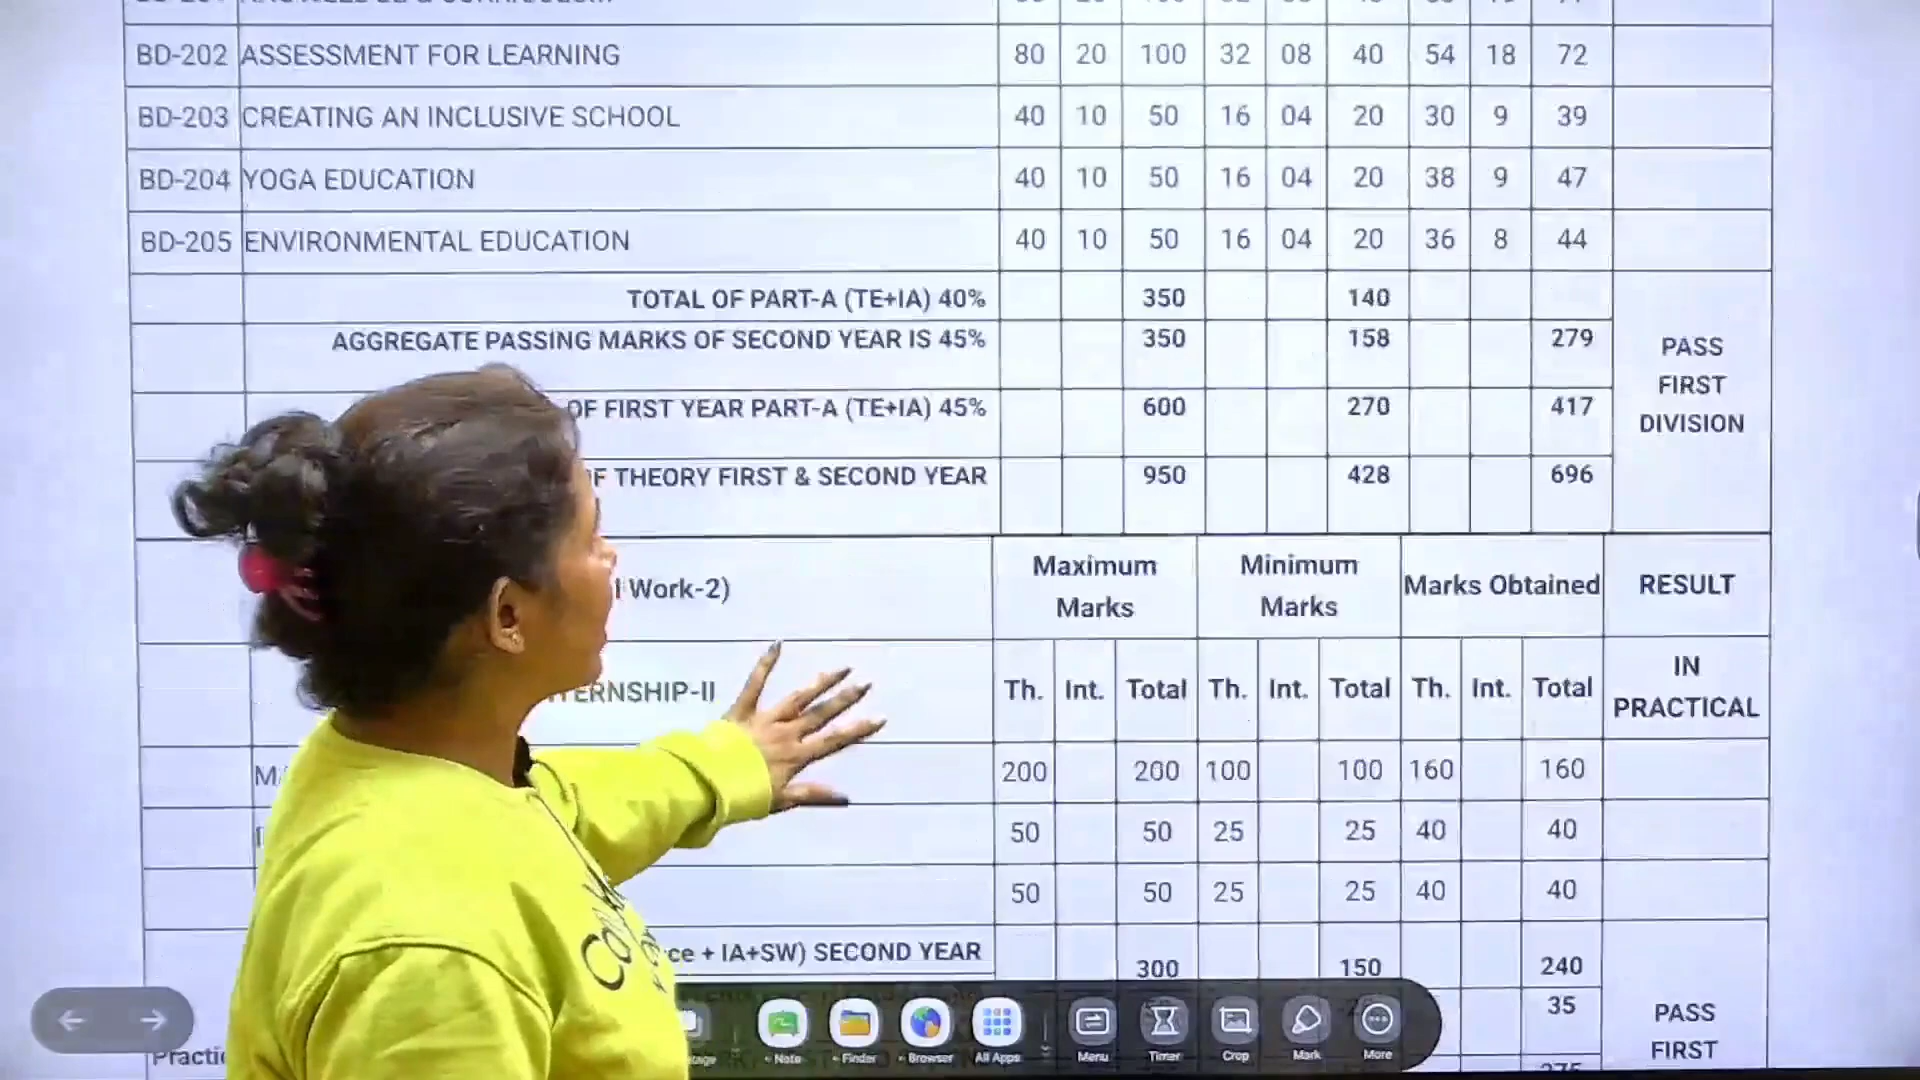 BD-202 ASSESSMENT FOR LEARNING 80 20 100 32 08 40 54 18 72
BD-203 CREATING AN INCLUSIVE SCHOOL 40 10 50 16 04 20 30 9 39
BD-204 YOGA EDUCATION 40 10 50 16 04 20 38 9 47
BD-205 ENVIRONMENTAL EDUCATION 40 10 50 16 04 20 36 8 44
TOTAL OF PART-A (TE+IA) 40% 350 140
AGGREGATE PASSING MARKS OF SECOND YEAR IS 45% 350 158 279
OF FIRST YEAR PART-A (TE+IA) 45% 600 270 417
THEORY FIRST & SECOND YEAR 950 428 696
PASS
FIRST
DIVISION
Work-2) Maximum Marks Minimum Marks Marks Obtained RESULT
TERNSHIP-II Th. Int. Total Th. Int. Total Th. Int. Total IN PRACTICAL
200 200 100 100 160 160
50 50 25 25 40 40
50 50 25 25 40 40
ce + IA+SW) SECOND YEAR 300 150 240
35
PASS
FIRST
Practi
Note Finder Browser All Apps Menu Timer Crop Mark More